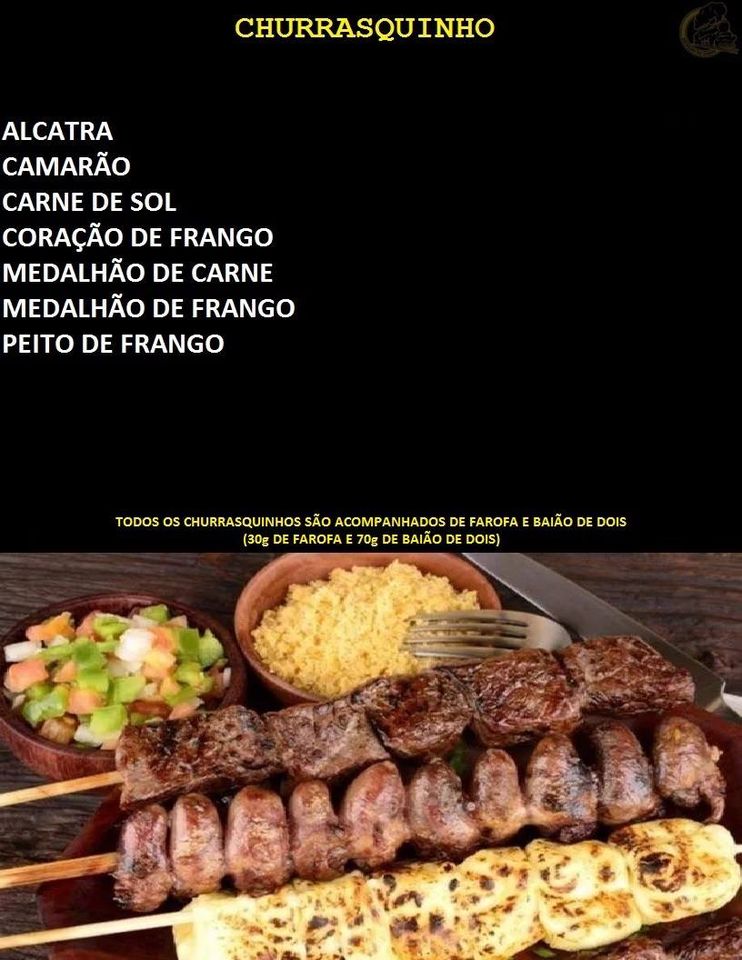 CHURRASQUINHO
ALCATRA
CAMARÃO
CARNE DE SOL
CORAÇÃO DE FRANGO
MEDALHÃO DE CARNE
MEDALHÃO DE FRANGO
PEITO DE FRANGO
TODOS OS CHURRASQUINHOS SÃO ACOMPANHADOS DE FAROFA E BAIÃO DE DOIS
(30g DE FAROFA E 70g DE BAIÃO DE DOIS)